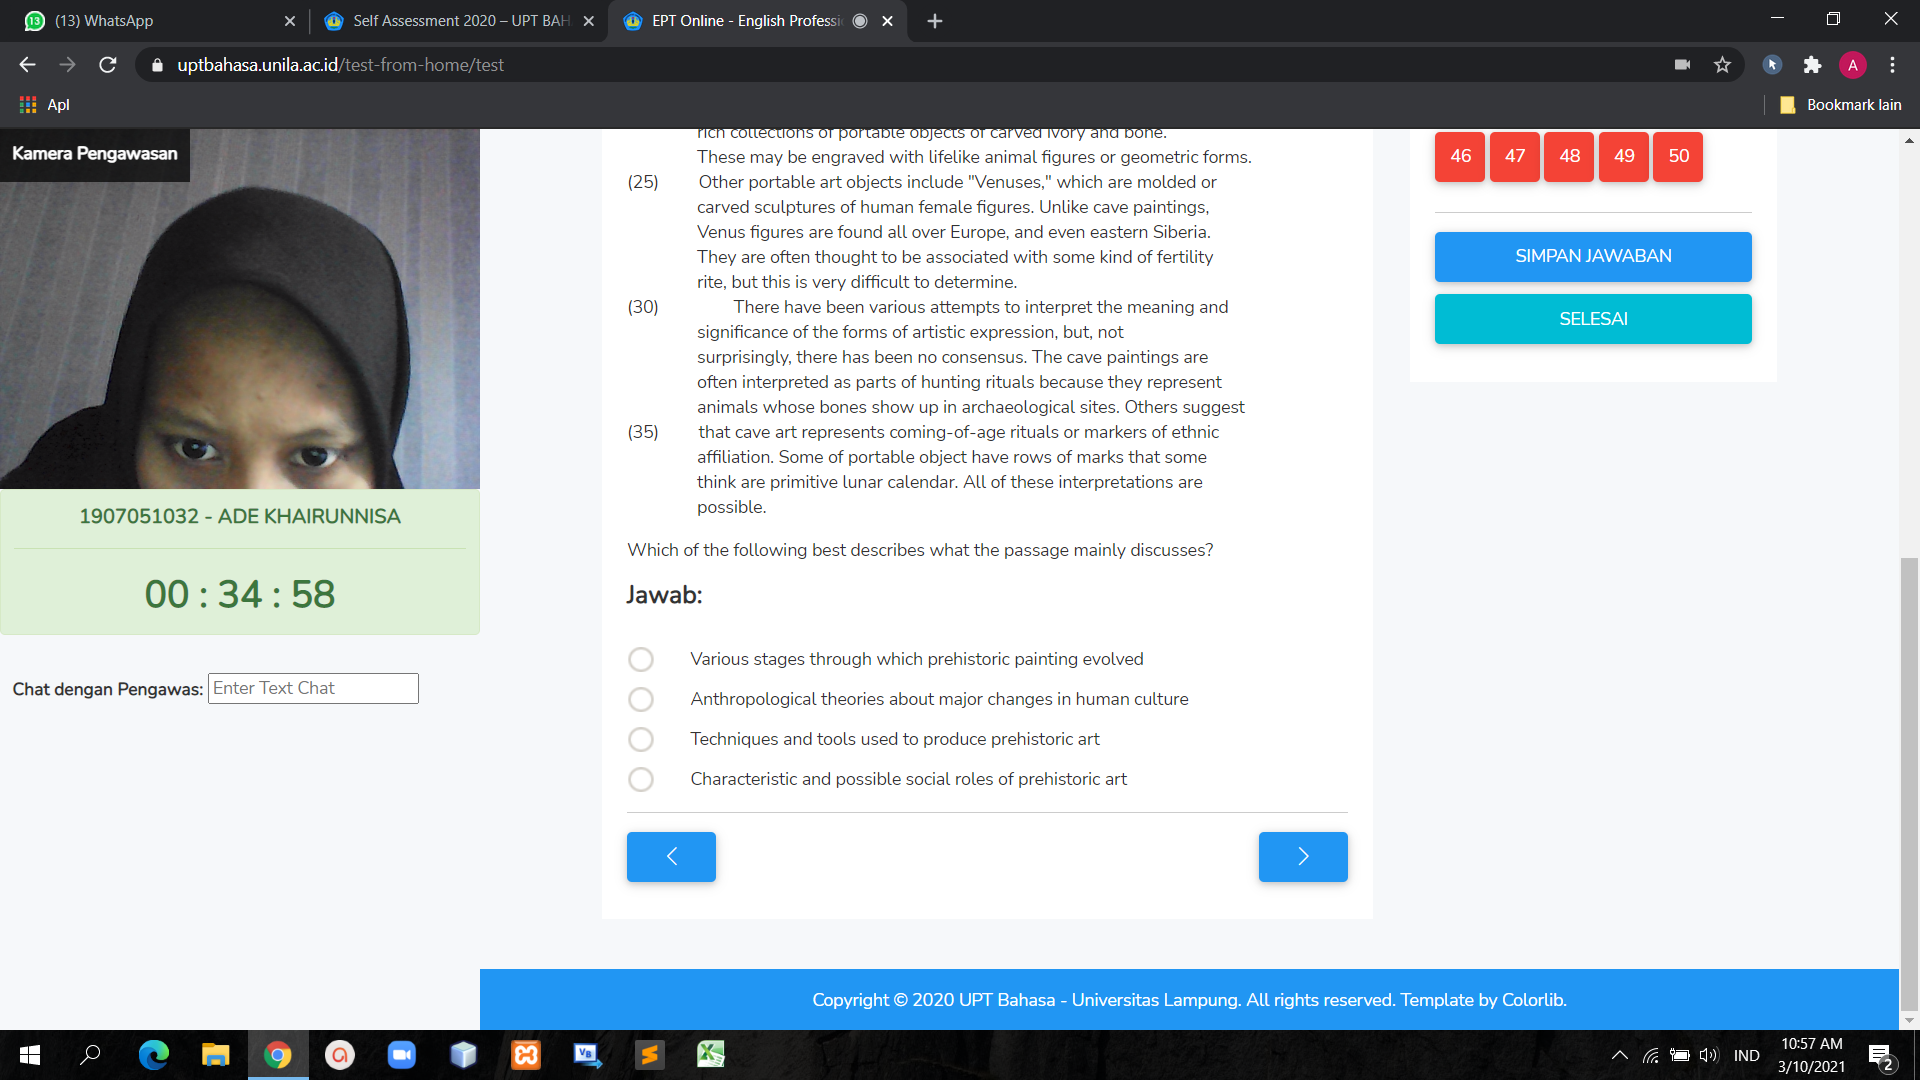 (13) WhatsApp
Self Assessment 2020 – UPT BAH
EPT Online - English Professi
uptbahasa.unila.ac.id/test-from-home/test
A
Apl
Bookmark lain
Kamera Pengawasan
1907051032 - ADE KHAIRUNNISA
00 : 34 : 58
Chat dengan Pengawas: Enter Text Chat
rich collections of portable objects of carved ivory and bone.
These may be engraved with lifelike animal figures or geometric forms.
(25) Other portable art objects include "Venuses," which are molded or
carved sculptures of human female figures. Unlike cave paintings,
Venus figures are found all over Europe, and even eastern Siberia.
They are often thought to be associated with some kind of fertility
rite, but this is very difficult to determine.
(30) There have been various attempts to interpret the meaning and
significance of the forms of artistic expression, but, not
surprisingly, there has been no consensus. The cave paintings are
often interpreted as parts of hunting rituals because they represent
animals whose bones show up in archaeological sites. Others suggest
(35) that cave art represents coming-of-age rituals or markers of ethnic
affiliation. Some of portable object have rows of marks that some
think are primitive lunar calendar. All of these interpretations are
possible.
Which of the following best describes what the passage mainly discusses?
Jawab:
Various stages through which prehistoric painting evolved
Anthropological theories about major changes in human culture
Techniques and tools used to produce prehistoric art
Characteristic and possible social roles of prehistoric art
46 47 48 49 50
SIMPAN JAWABAN
SELESAI
Copyright © 2020 UPT Bahasa - Universitas Lampung. All rights reserved. Template by Colorlib.
IND
10:57 AM
3/10/2021
2